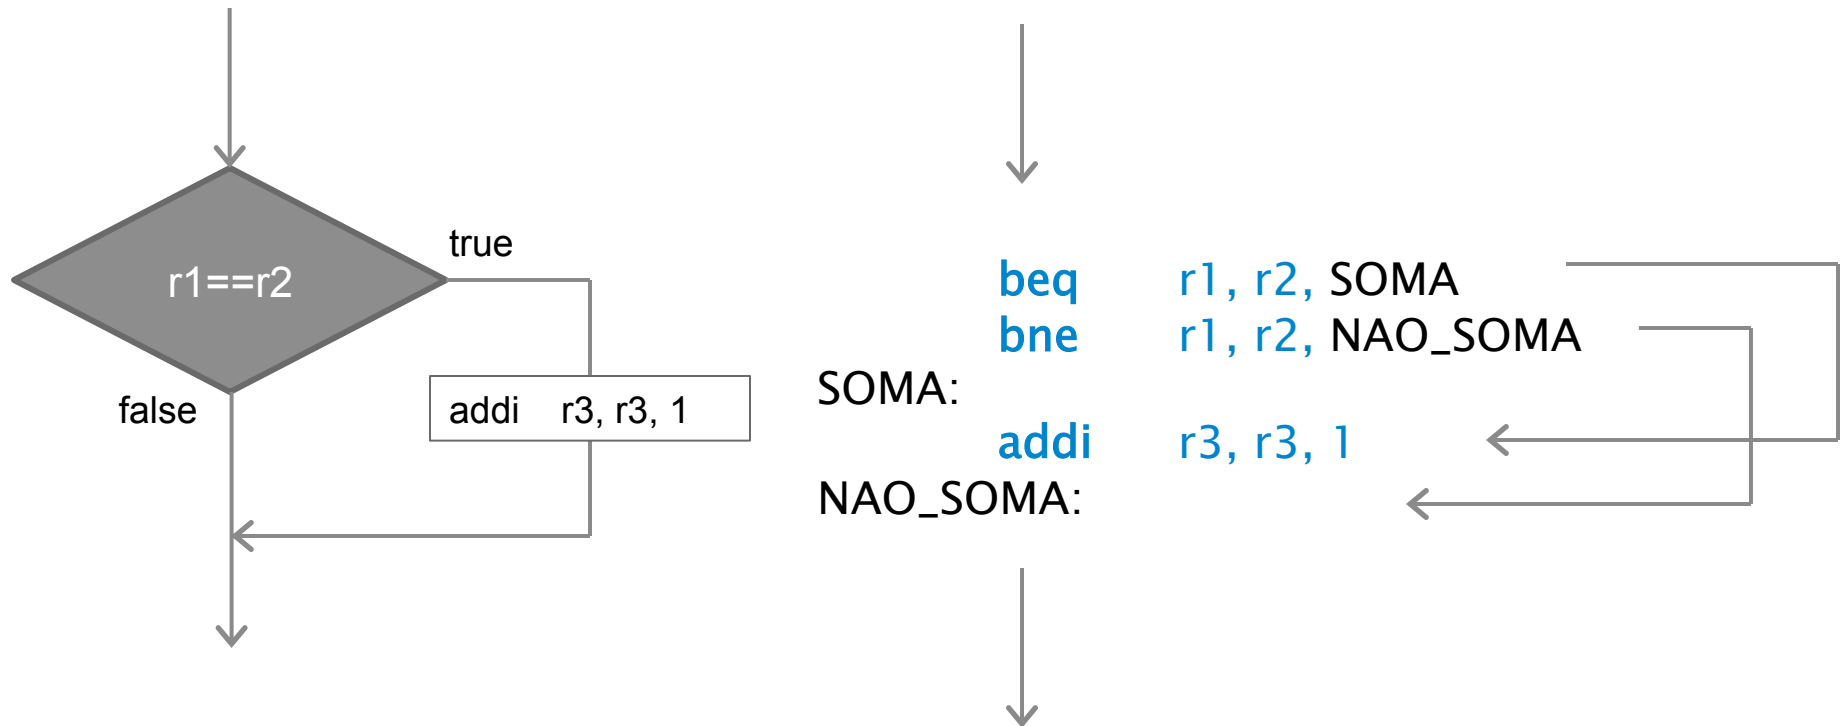 true
r1==r2
false
addi r3, r3, 1
beq r1, r2, SOMA
bne r1, r2, NAO_SOMA
SOMA:
addi r3, r3, 1
NAO_SOMA: